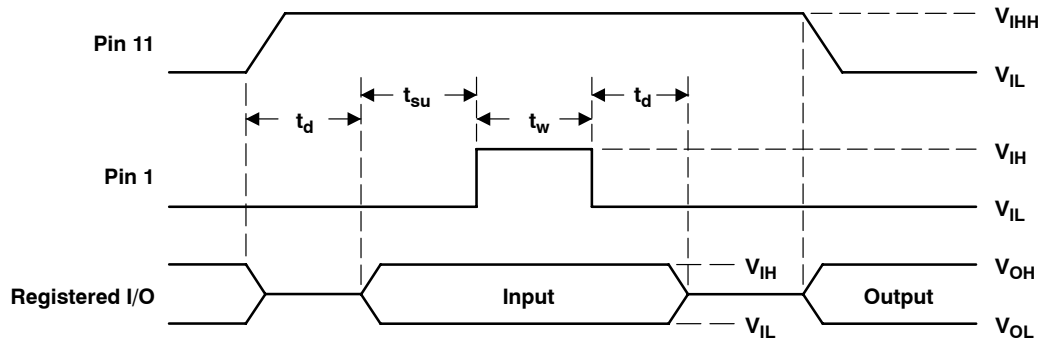 Pin 11
V_IHH
V_IL
t_d
t_su
t_w
t_d
Pin 1
V_IH
V_IL
Registered I/O
Input
V_IH
V_IL
Output
V_OH
V_OL